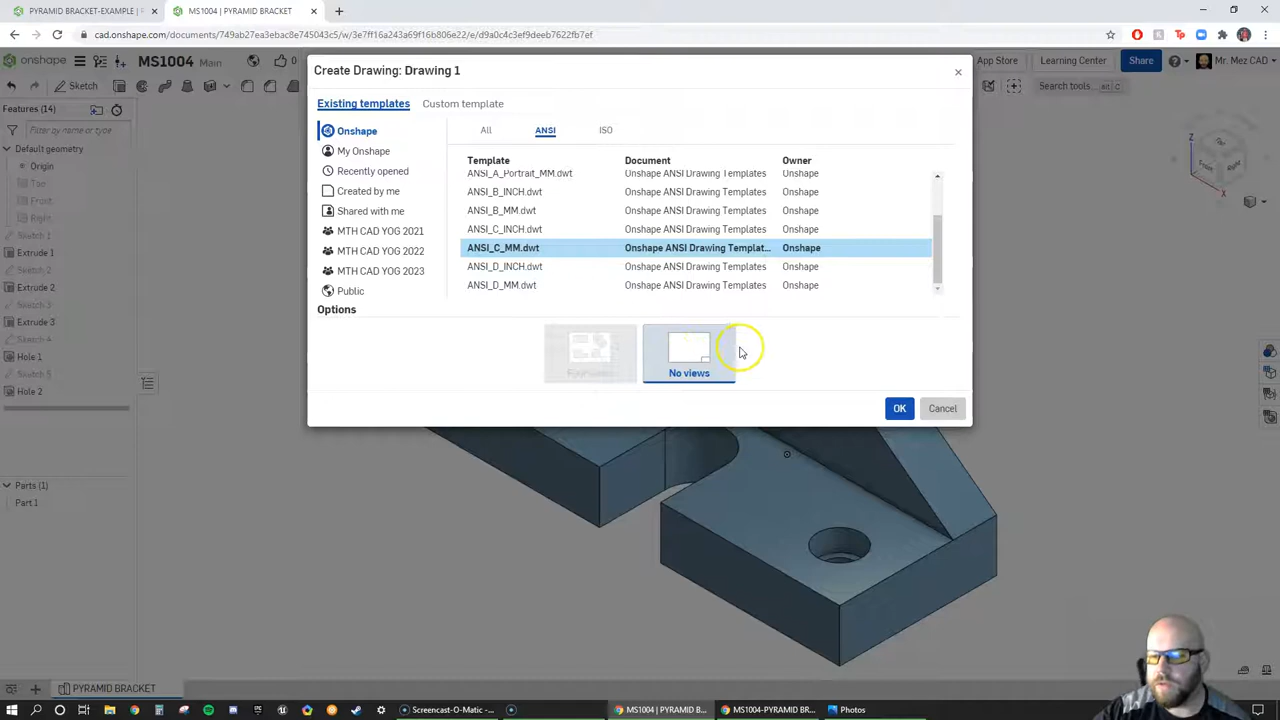 PYRAMID BRACKET-EXAMPLE |
MS1004 | PYRAMID BRACKET
cad.onshape.com/documents/749ab27ea3ebac8e745043c5/w/3e7ff16a243a69f16b806e22/e/d9a0c4c3ef9deeb7622fb7ef
onshape
MS1004 Main
App Store
Learning Center
Share
Mr. Mez CAD
Sketch
Search tools...
Features (14)
Filter by name or type
Default geometry
Origin
Top
Front
Right
Sketch 1
Extrude 1
Sketch 2
Extrude 2
Sketch 3
Extrude 3
Sketch 4
Hole 1
Sketch 5
Hole 2
Parts (1)
Part 1
Create Drawing: Drawing 1
Existing templates
Custom template
Onshape
My Onshape
Recently opened
Created by me
Shared with me
MTH CAD YOG 2021
MTH CAD YOG 2022
MTH CAD YOG 2023
Public
All
ANSI
ISO
Template Document Owner
ANSI_A_Portrait_MM.dwt Onshape ANSI Drawing Templates Onshape
ANSI_B_INCH.dwt Onshape ANSI Drawing Templates Onshape
ANSI_B_MM.dwt Onshape ANSI Drawing Templates Onshape
ANSI_C_INCH.dwt Onshape ANSI Drawing Templates Onshape
ANSI_C_MM.dwt Onshape ANSI Drawing Templat... Onshape
ANSI_D_INCH.dwt Onshape ANSI Drawing Templates Onshape
ANSI_D_MM.dwt Onshape ANSI Drawing Templates Onshape
Options
No views
OK
Cancel
Z
X
Front
Right
PYRAMID BRACKET
Screencast-O-Matic - ...
MS1004 | PYRAMID B...
MS1004-PYRAMID BR...
Photos